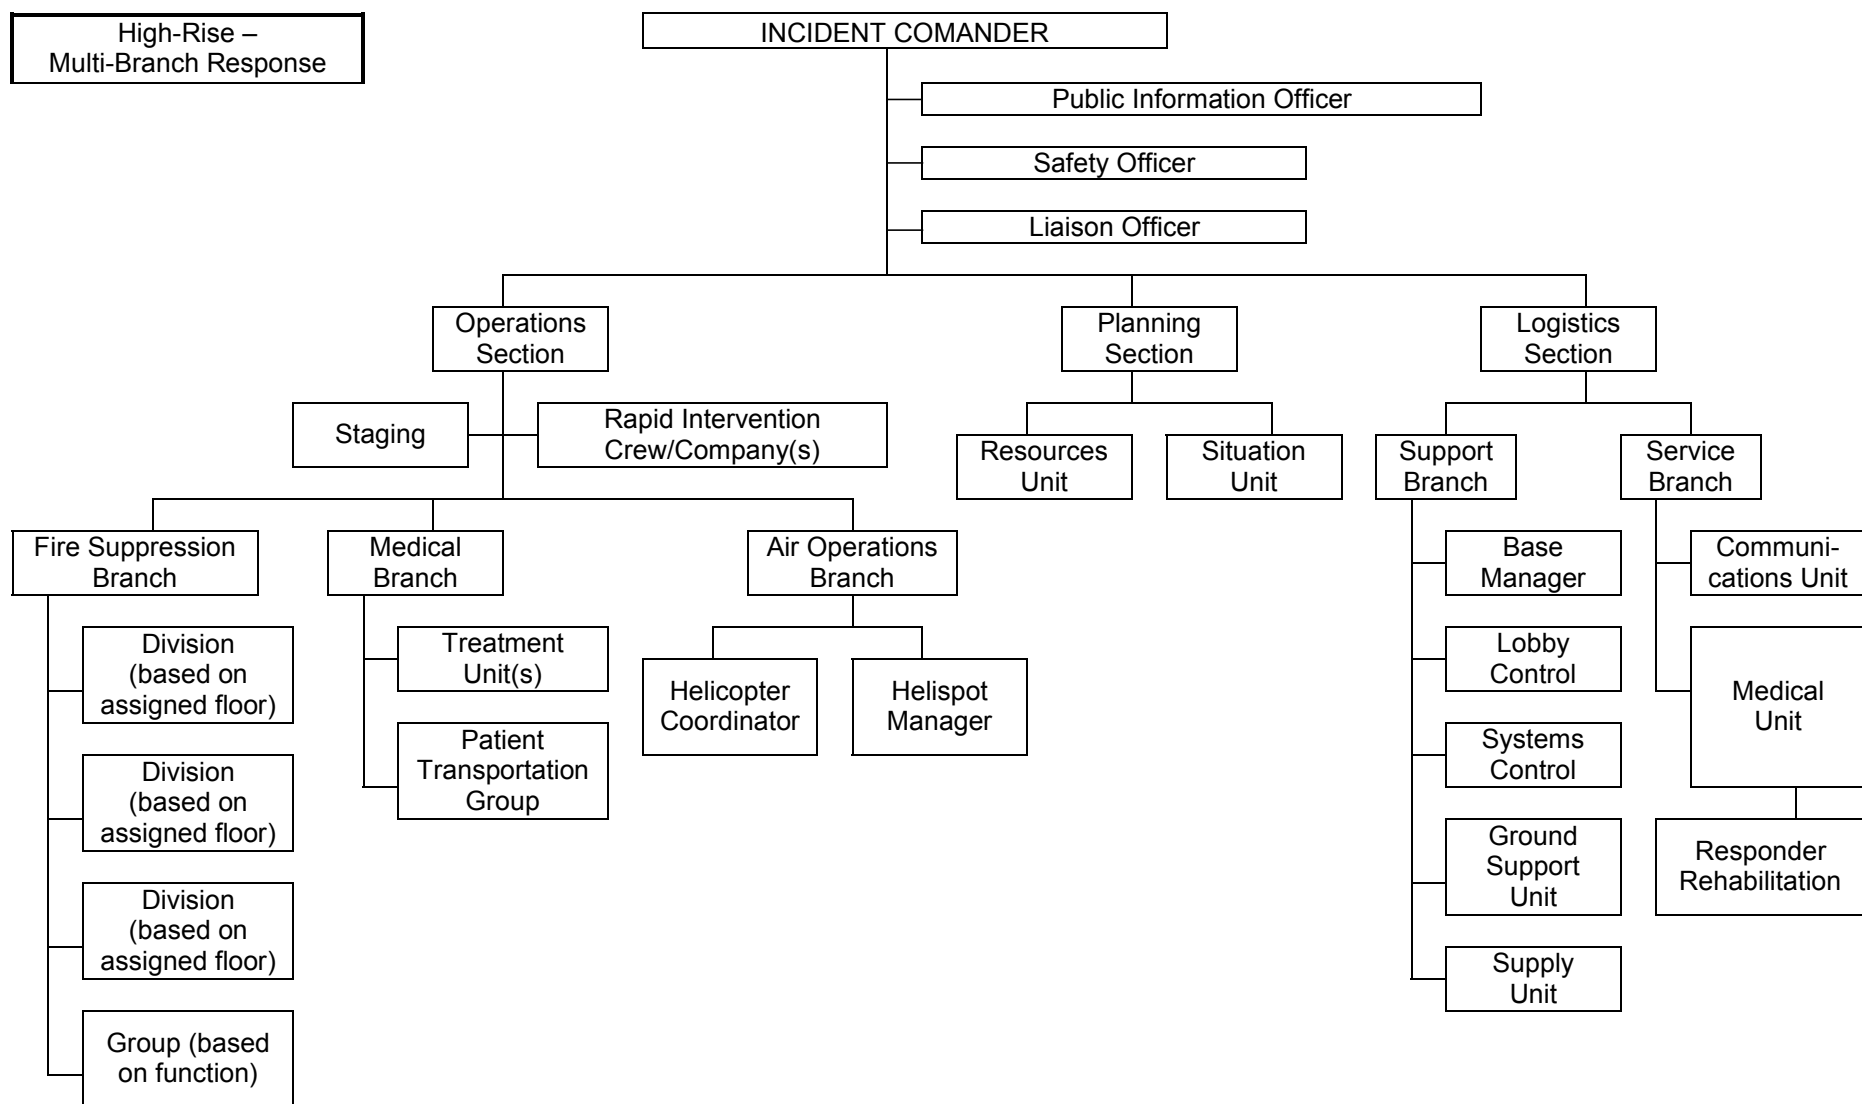 High-Rise –
Multi-Branch Response
INCIDENT COMANDER
Public Information Officer
Safety Officer
Liaison Officer
Operations
Section
Planning
Section
Logistics
Section
Staging
Rapid Intervention
Crew/Company(s)
Resources
Unit
Situation
Unit
Support
Branch
Service
Branch
Fire Suppression
Branch
Medical
Branch
Air Operations
Branch
Base
Manager
Communi-
cations Unit
Division
(based on
assigned floor)
Treatment
Unit(s)
Helicopter
Coordinator
Helispot
Manager
Lobby
Control
Medical
Unit
Division
(based on
assigned floor)
Patient
Transportation
Group
Systems
Control
Ground
Support
Unit
Responder
Rehabilitation
Division
(based on
assigned floor)
Supply
Unit
Group (based
on function)